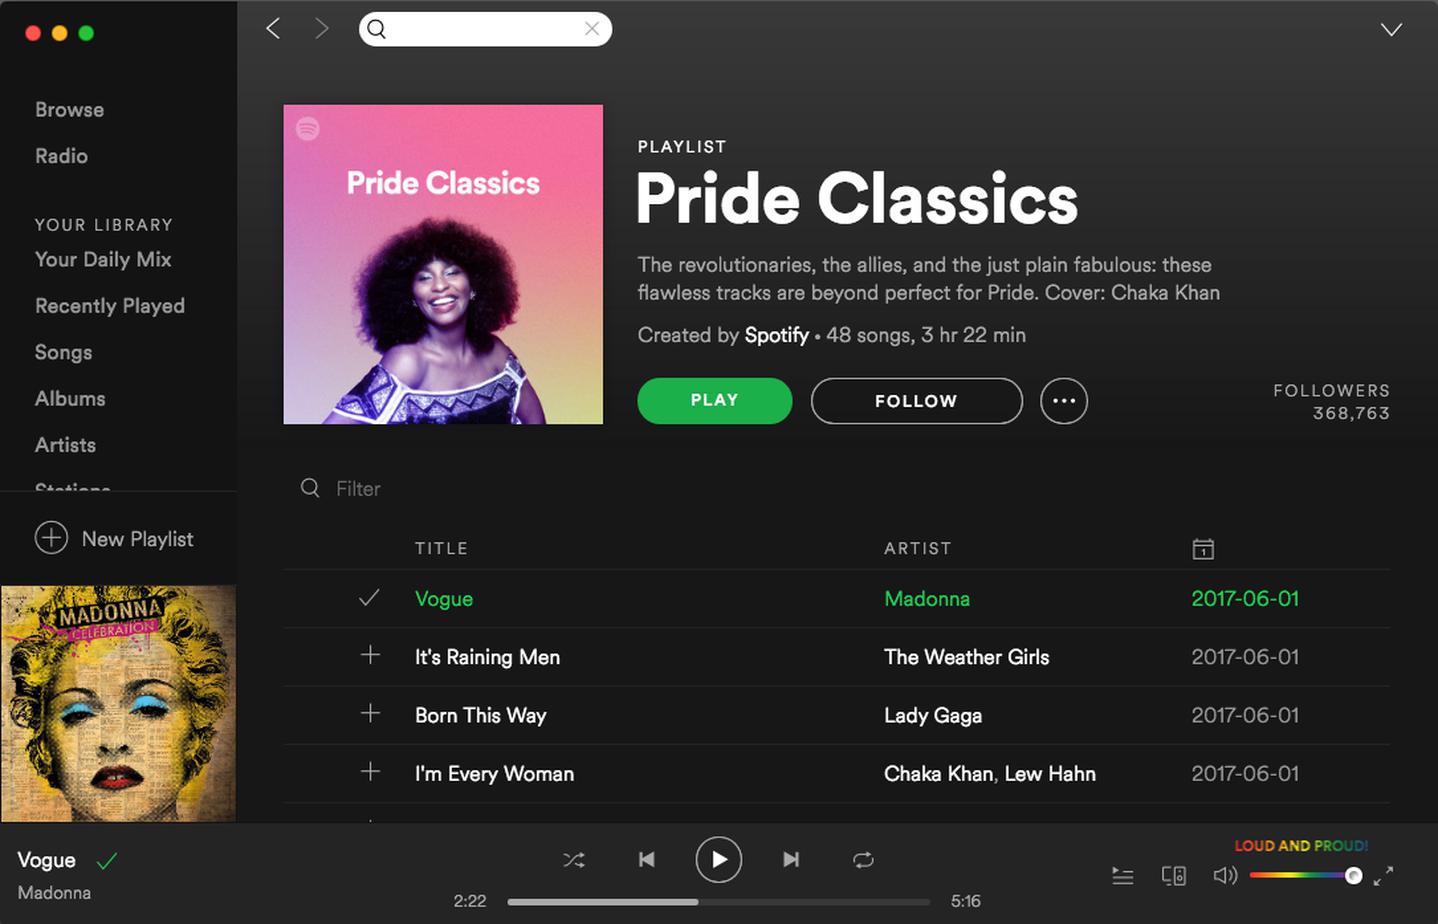 Browse
Radio
YOUR LIBRARY
Your Daily Mix
Recently Played
Songs
Albums
Artists
Stations
New Playlist
MADONNA
CELEBRATION
Pride Classics
PLAYLIST
Pride Classics
The revolutionaries, the allies, and the just plain fabulous: these
flawless tracks are beyond perfect for Pride. Cover: Chaka Khan
Created by Spotify • 48 songs, 3 hr 22 min
PLAY FOLLOW
FOLLOWERS
368,763
Filter
TITLE ARTIST 1
Vogue Madonna 2017-06-01
It's Raining Men The Weather Girls 2017-06-01
Born This Way Lady Gaga 2017-06-01
I'm Every Woman Chaka Khan, Lew Hahn 2017-06-01
Vogue
Madonna
2:22 5:16
LOUD AND PROUD!